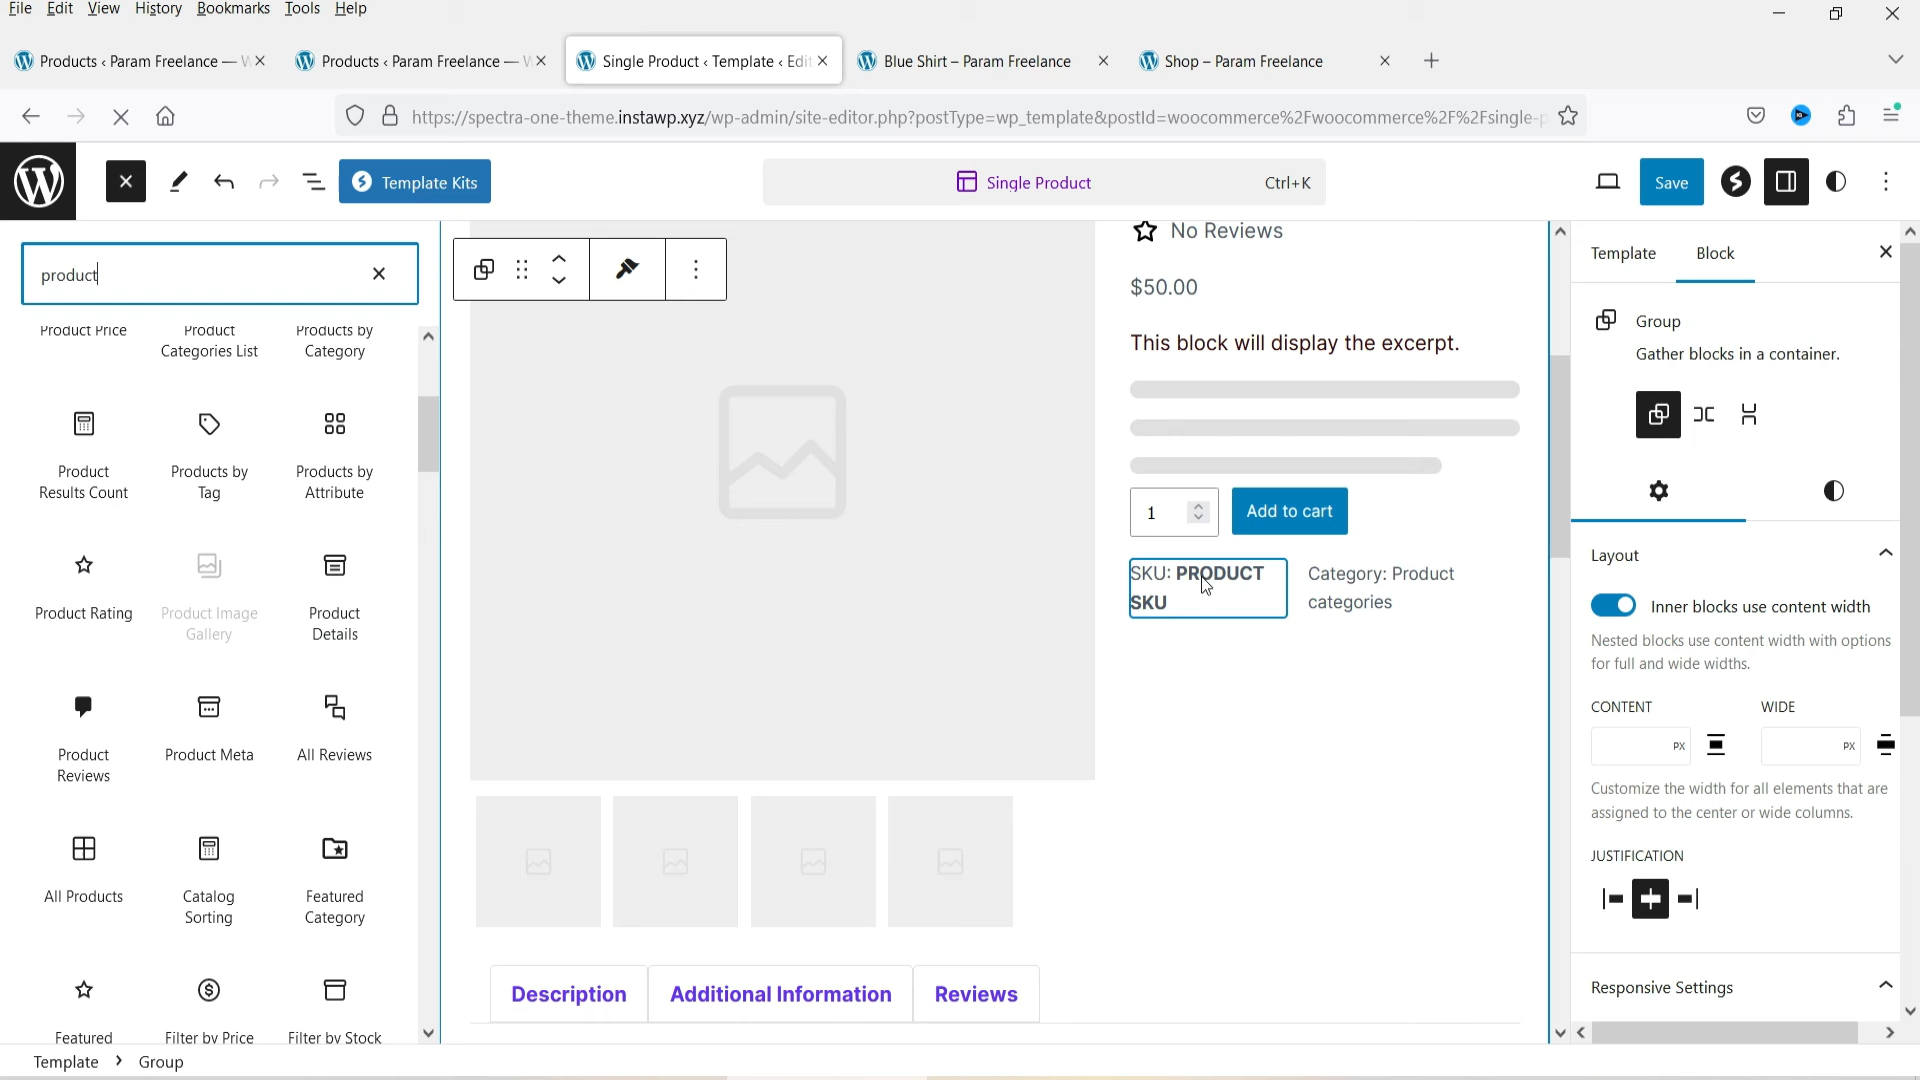 File Edit View History Bookmarks Tools Help
Products ‹ Param Freelance — W
Products ‹ Param Freelance — W
Single Product ‹ Template ‹ Edi
Blue Shirt – Param Freelance
Shop – Param Freelance
https://spectra-one-theme.instawp.xyz/wp-admin/site-editor.php?postType=wp_template&postId=woocommerce%2Fwoocommerce%2F%2Fsingle-p
Template Kits
Single Product
Ctrl+K
Save
product
Product Price
Product
Categories List
Products by
Category
Product
Results Count
Products by
Tag
Products by
Attribute
Product Rating
Product Image
Gallery
Product
Details
Product
Reviews
Product Meta
All Reviews
All Products
Catalog
Sorting
Featured
Category
Featured
Filter by Price
Filter by Stock
No Reviews
$50.00
This block will display the excerpt.
1
Add to cart
SKU: PRODUCT
SKU
Category: Product
categories
Description
Additional Information
Reviews
Template
Block
Group
Gather blocks in a container.
Layout
Inner blocks use content width
Nested blocks use content width with options
for full and wide widths.
CONTENT
WIDE
PX
PX
Customize the width for all elements that are
assigned to the center or wide columns.
JUSTIFICATION
Responsive Settings
Template › Group